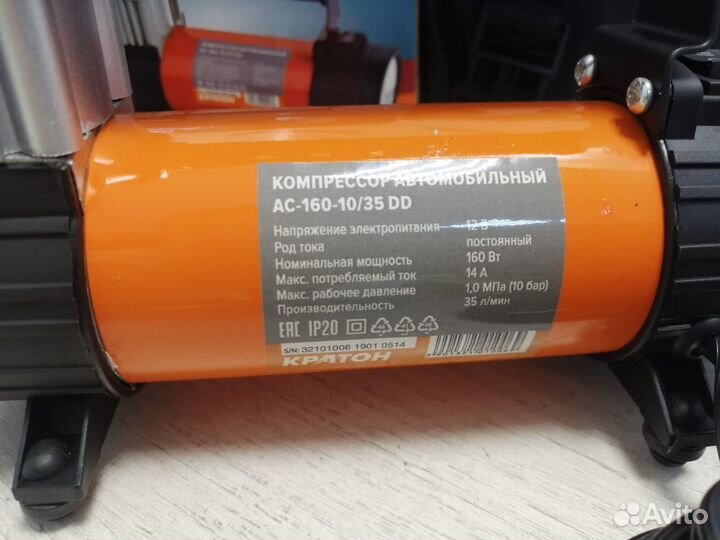 КОМПРЕССОР АВТОМОБИЛЬНЫЙ
АС-160-10/35 DD
Напряжение электропитания 12 В
Род тока постоянный
Номинальная мощность 160 Вт
Макс. потребляемый ток 14 А
Макс. рабочее давление 1,0 МПа (10 бар)
Производительность 35 л/мин
EAC IP20
S/N: 32101006 1901 0514
КРАТОН
Avito